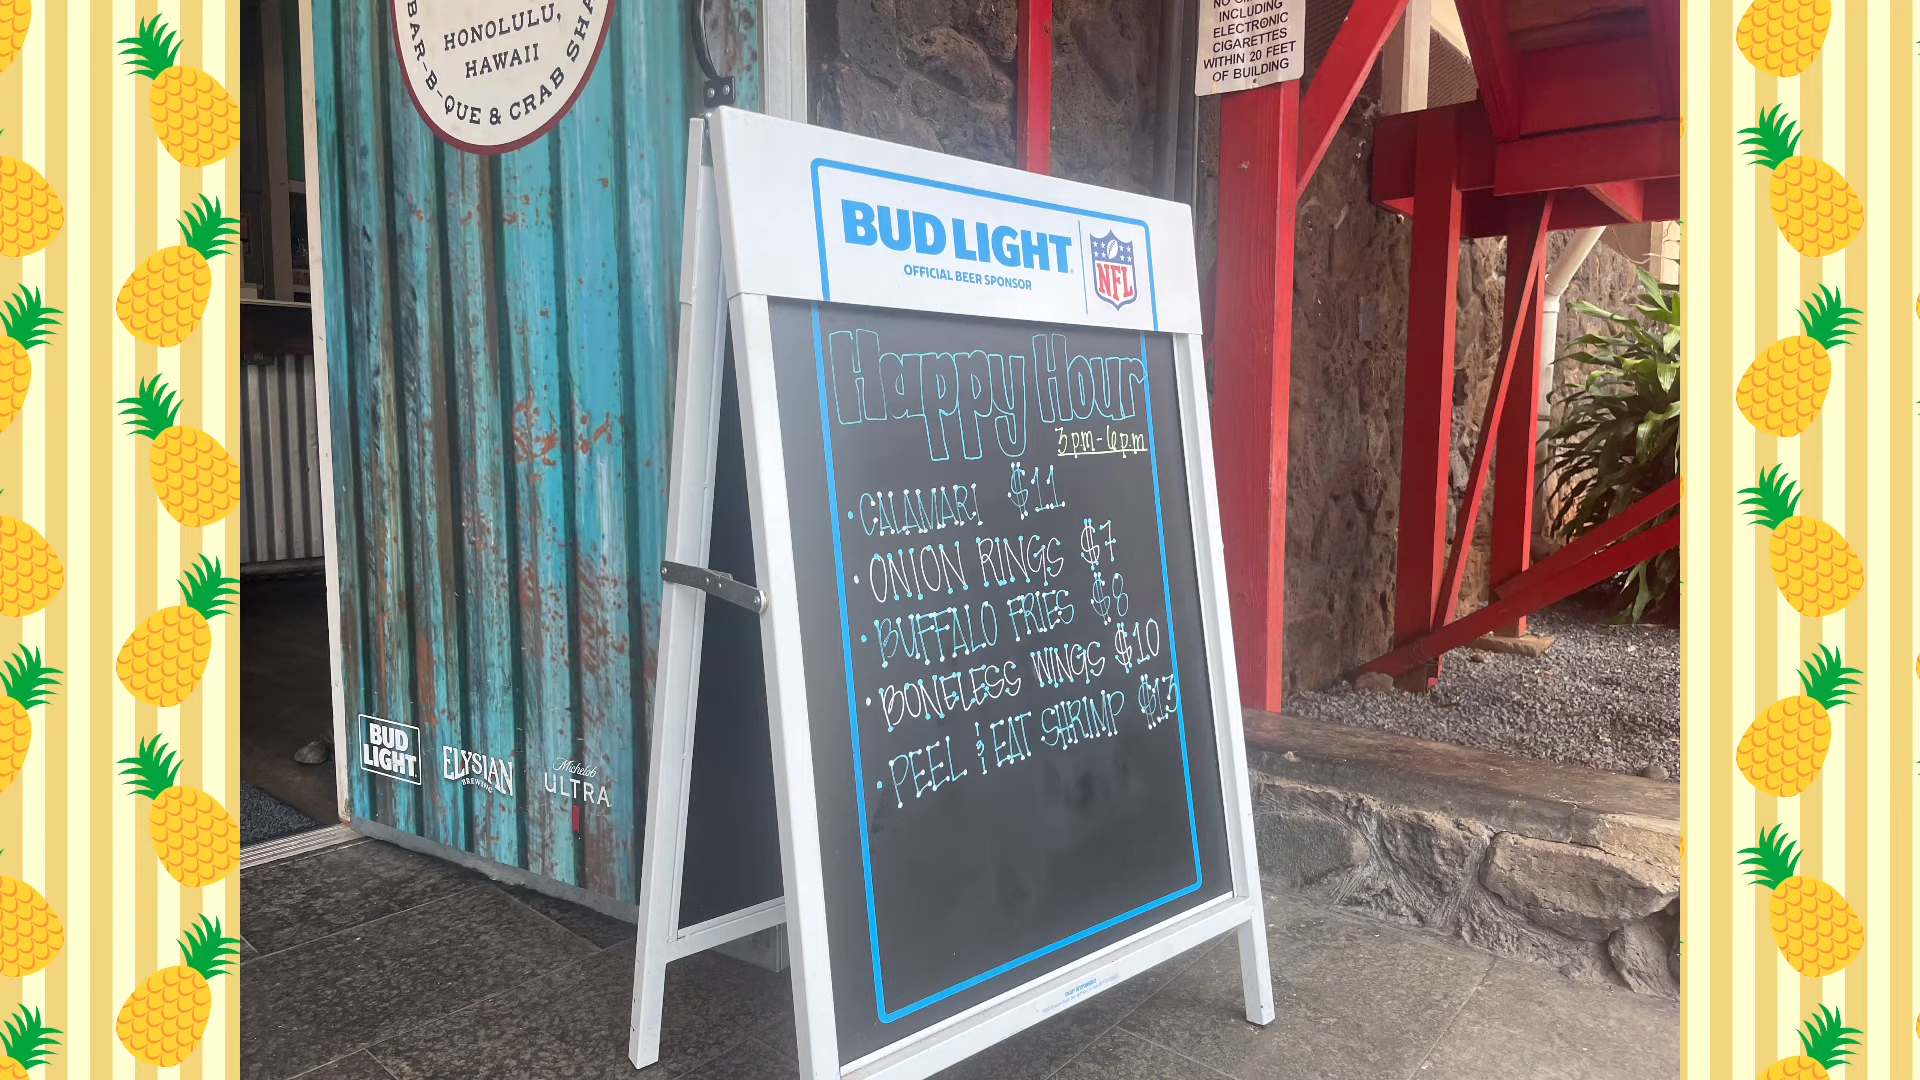 HONOLULU,
HAWAII
BAR-B-QUE & CRAB SHA
INCLUDING
ELECTRONIC
CIGARETTES
WITHIN 20 FEET
OF BUILDING
BUD LIGHT
OFFICIAL BEER SPONSOR
NFL
Happy Hour
3pm-6pm
• CALAMARI $11
• ONION RINGS $7
• BUFFALO FRIES $8
• BONELESS WINGS $10
• PEEL & EAT SHRIMP $13
BUD
LIGHT
ELYSIAN
BREWING
Michelob
ULTRA